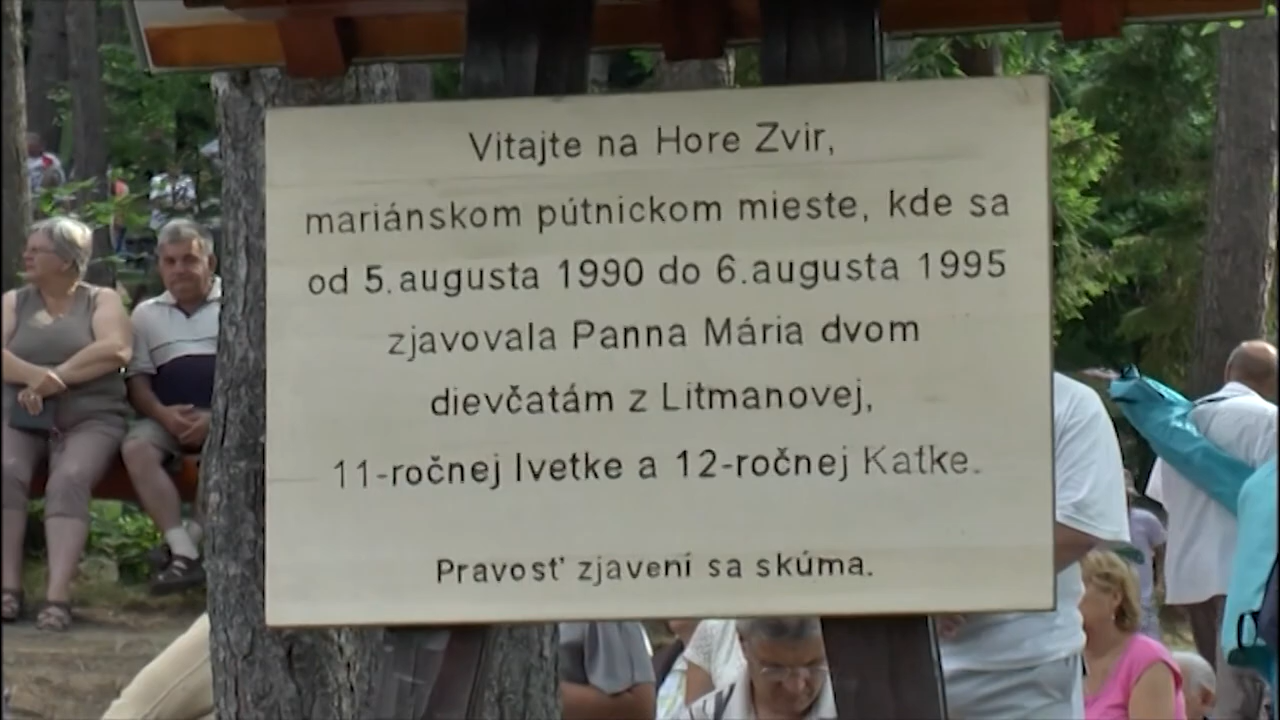 Vitajte na Hore Zvir,
mariánskom pútnickom mieste, kde sa
od 5.augusta 1990 do 6.augusta 1995
zjavovala Panna Mária dvom
dievčatám z Litmanovej,
11-ročnej Ivetke a 12-ročnej Katke.
Pravosť zjavení sa skúma.